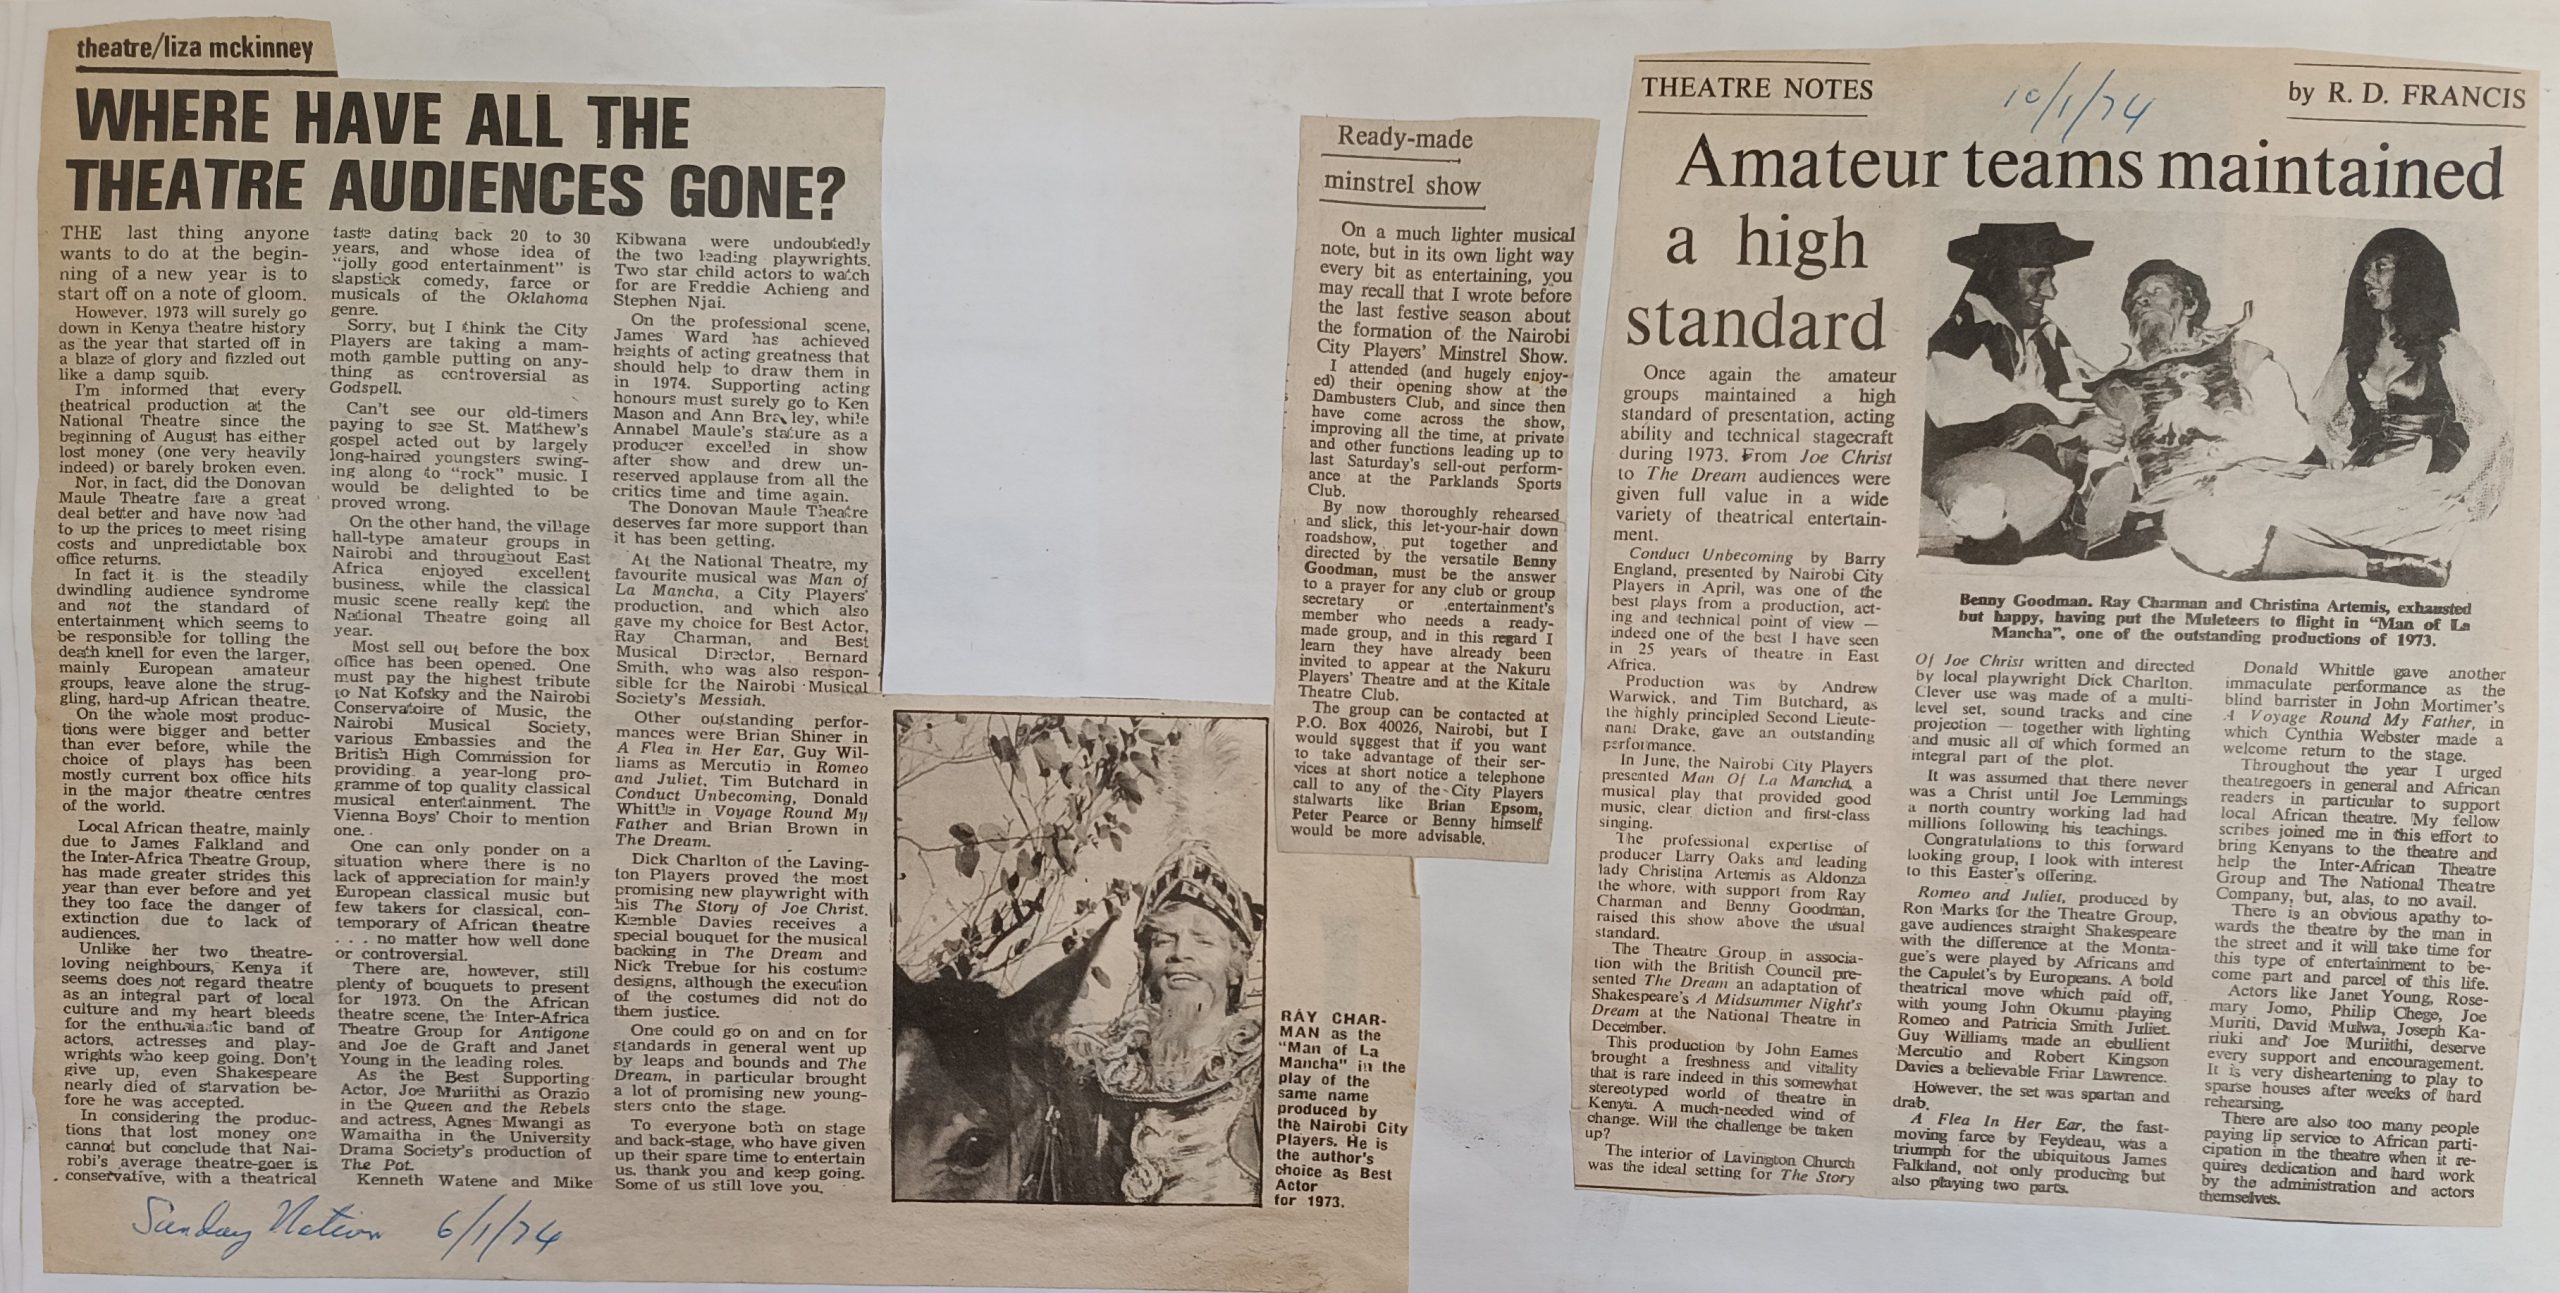 theatre/liza mckinney
WHERE HAVE ALL THE
THEATRE AUDIENCES GONE?
THE last thing anyone
wants to do at the begin-
ning of a new year is to
start off on a note of gloom.
However, 1973 will surely go
down in Kenya theatre history
as the year that started off in
a blaze of glory and fizzled out
like a damp squib.
I'm informed that every
theatrical production at the
National Theatre since the
beginning of August has either
lost money (one very heavily
indeed) or barely broken even.
Nor, in fact, did the Donovan
Maule Theatre fare a great
deal better and have now had
to up the prices to meet rising
costs and unpredictable box
office returns.
In fact it is the steadily
dwindling audience syndrome
and not the standard of
entertainment which seems to
be responsible for tolling the
death knell for even the larger,
mainly European amateur
groups, leave alone the strug-
gling, hard-up African theatre.
On the whole most produc-
tions were bigger and better
than ever before, while the
choice of plays has been
mostly current box office hits
in the major theatre centres
of the world.
Local African theatre, mainly
due to James Falkland and
the Inter-Africa Theatre Group,
has made greater strides this
year than ever before and yet
they too face the danger of
extinction due to lack of
audiences.
Unlike her two theatre-
loving neighbours, Kenya it
seems does not regard theatre
as an integral part of local
culture and my heart bleeds
for the enthusiastic band of
actors, actresses and play-
wrights who keep going. Don't
give up, even Shakespeare
nearly died of starvation be-
fore he was accepted.
In considering the produc-
tions that lost money one
cannot but conclude that Nai-
robi's average theatre-goer is
conservative, with a theatrical
taste dating back 20 to 30
years, and whose idea of
"jolly good entertainment" is
slapstick comedy, farce or
musicals of the Oklahoma
genre.
Sorry, but I think the City
Players are taking a mam-
moth gamble putting on any-
thing as controversial as
Godspell.
Can't see our old-timers
paying to see St. Matthew's
gospel acted out by largely
long-haired youngsters swing-
ing along to "rock" music. I
would be delighted to be
proved wrong.
On the other hand, the village
hall-type amateur groups in
Nairobi and throughout East
Africa enjoyed excellent
business, while the classical
music scene really kept the
National Theatre going all
year.
Most sell out before the box
office has been opened. One
must pay the highest tribute
to Nat Kofsky and the Nairobi
Conservatoire of Music, the
Nairobi Musical Society,
various Embassies and the
British High Commission for
providing a year-long pro-
gramme of top quality classical
musical entertainment. The
Vienna Boys' Choir to mention
one..
One can only ponder on a
situation where there is no
lack of appreciation for mainly
European classical music but
few takers for classical, con-
temporary of African theatre
. . . no matter how well done
or controversial.
There are, however, still
plenty of bouquets to present
for 1973. On the African
theatre scene, the Inter-Africa
Theatre Group for Antigone
and Joe de Graft and Janet
Young in the leading roles.
As the Best Supporting
Actor, Joe Muriithi as Orazio
in the Queen and the Rebels
and actress, Agnes Mwangi as
Wamaitha in the University
Drama Society's production of
The Pot.
Kenneth Watene and Mike
Kibwana were undoubtedly
the two leading playwrights.
Two star child actors to watch
for are Freddie Achieng and
Stephen Njai.
On the professional scene,
James Ward has achieved
heights of acting greatness that
should help to draw them in
in 1974. Supporting acting
honours must surely go to Ken
Mason and Ann Bradley, while
Annabel Maule's stature as a
producer excelled in show
after show and drew un-
reserved applause from all the
critics time and time again.
The Donovan Maule Theatre
deserves far more support than
it has been getting.
At the National Theatre, my
favourite musical was Man of
La Mancha, a City Players'
production, and which also
gave my choice for Best Actor,
Ray Charman, and Best
Musical Director, Bernard
Smith, who was also respon-
sible for the Nairobi Musical
Society's Messiah.
Other outstanding perfor-
mances were Brian Shiner in
A Flea in Her Ear, Guy Wil-
liams as Mercutio in Romeo
and Juliet, Tim Butchard in
Conduct Unbecoming, Donald
Whittle in Voyage Round My
Father and Brian Brown in
The Dream.
Dick Charlton of the Laving-
ton Players proved the most
promising new playwright with
his The Story of Joe Christ.
Kemble Davies receives a
special bouquet for the musical
backing in The Dream and
Nick Trebue for his costume
designs, although the execution
of the costumes did not do
them justice.
One could go on and on for
standards in general went up
by leaps and bounds and The
Dream, in particular brought
a lot of promising new young-
sters onto the stage.
To everyone both on stage
and back-stage, who have given
up their spare time to entertain
us, thank you and keep going.
Some of us still love you.
Sunday Nation 6/1/74
RAY CHAR-
MAN as the
"Man of La
Mancha" in the
play of the
same name
produced by
the Nairobi City
Players. He is
the author's
choice as Best
Actor
for 1973.
Ready-made
minstrel show
On a much lighter musical
note, but in its own light way
every bit as entertaining, you
may recall that I wrote before
the last festive season about
the formation of the Nairobi
City Players' Minstrel Show.
I attended (and hugely enjoy-
ed) their opening show at the
Dambusters Club, and since then
have come across the show,
improving all the time, at private
and other functions leading up to
last Saturday's sell-out perform-
ance at the Parklands Sports
Club.
By now thoroughly rehearsed
and slick, this let-your-hair down
roadshow, put together and
directed by the versatile Benny
Goodman, must be the answer
to a prayer for any club or group
secretary or entertainment's
member who needs a ready-
made group, and in this regard I
learn they have already been
invited to appear at the Nakuru
Players' Theatre and at the Kitale
Theatre Club.
The group can be contacted at
P.O. Box 40026, Nairobi, but I
would suggest that if you want
to take advantage of their ser-
vices at short notice a telephone
call to any of the City Players
stalwarts like Brian Epsom,
Peter Pearce or Benny himself
would be more advisable.
THEATRE NOTES
10/1/74
by R. D. FRANCIS
Amateur teams maintained
a high
standard
Once again the amateur
groups maintained a high
standard of presentation, acting
ability and technical stagecraft
during 1973. From Joe Christ
to The Dream audiences were
given full value in a wide
variety of theatrical entertain-
ment.
Conduct Unbecoming by Barry
England, presented by Nairobi City
Players in April, was one of the
best plays from a production, act-
ing and technical point of view —
indeed one of the best I have seen
in 25 years of theatre in East
Africa.
Production was by Andrew
Warwick, and Tim Butchard, as
the highly principled Second Lieute-
nant Drake, gave an outstanding
performance.
In June, the Nairobi City Players
presented Man Of La Mancha, a
musical play that provided good
music, clear diction and first-class
singing.
The professional expertise of
producer Larry Oaks and leading
lady Christina Artemis as Aldonza
the whore, with support from Ray
Charman and Benny Goodman,
raised this show above the usual
standard.
The Theatre Group in associa-
tion with the British Council pre-
sented The Dream an adaptation of
Shakespeare's A Midsummer Night's
Dream at the National Theatre in
December.
This production by John Eames
brought a freshness and vitality
that is rare indeed in this somewhat
stereotyped world of theatre in
Kenya. A much-needed wind of
change. Will the challenge be taken
up?
The interior of Lavington Church
was the ideal setting for The Story
Benny Goodman, Ray Charman and Christina Artemis, exhausted
but happy, having put the Muleteers to flight in "Man of La
Mancha", one of the outstanding productions of 1973.
Of Joe Christ written and directed
by local playwright Dick Charlton.
Clever use was made of a multi-
level set, sound tracks and cine
projection — together with lighting
and music all of which formed an
integral part of the plot.
It was assumed that there never
was a Christ until Joe Lemmings
a north country working lad had
millions following his teachings.
Congratulations to this forward
looking group, I look with interest
to this Easter's offering.
Romeo and Juliet, produced by
Ron Marks for the Theatre Group,
gave audiences straight Shakespeare
with the difference at the Monta-
gue's were played by Africans and
the Capulet's by Europeans. A bold
theatrical move which paid off,
with young John Okumu playing
Romeo and Patricia Smith Juliet.
Guy Williams made an ebullient
Mercutio and Robert Kingson
Davies a believable Friar Lawrence.
However, the set was spartan and
drab.
A Flea In Her Ear, the fast-
moving farce by Feydeau, was a
triumph for the ubiquitous James
Falkland, not only producing but
also playing two parts.
Donald Whittle gave another
immaculate performance as the
blind barrister in John Mortimer's
A Voyage Round My Father, in
which Cynthia Webster made a
welcome return to the stage.
Throughout the year I urged
theatregoers in general and African
readers in particular to support
local African theatre. My fellow
scribes joined me in this effort to
bring Kenyans to the theatre and
help the Inter-African Theatre
Group and The National Theatre
Company, but, alas, to no avail.
There is an obvious apathy to-
wards the theatre by the man in
the street and it will take time for
this type of entertainment to be-
come part and parcel of this life.
Actors like Janet Young, Rose-
mary Jomo, Philip Chege, Joe
Muriti, David Mulwa, Joseph Ka-
riuki and Joe Muriithi, deserve
every support and encouragement.
It is very disheartening to play to
sparse houses after weeks of hard
rehearsing.
There are also too many people
paying lip service to African parti-
cipation in the theatre when it re-
quires dedication and hard work
by the administration and actors
themselves.